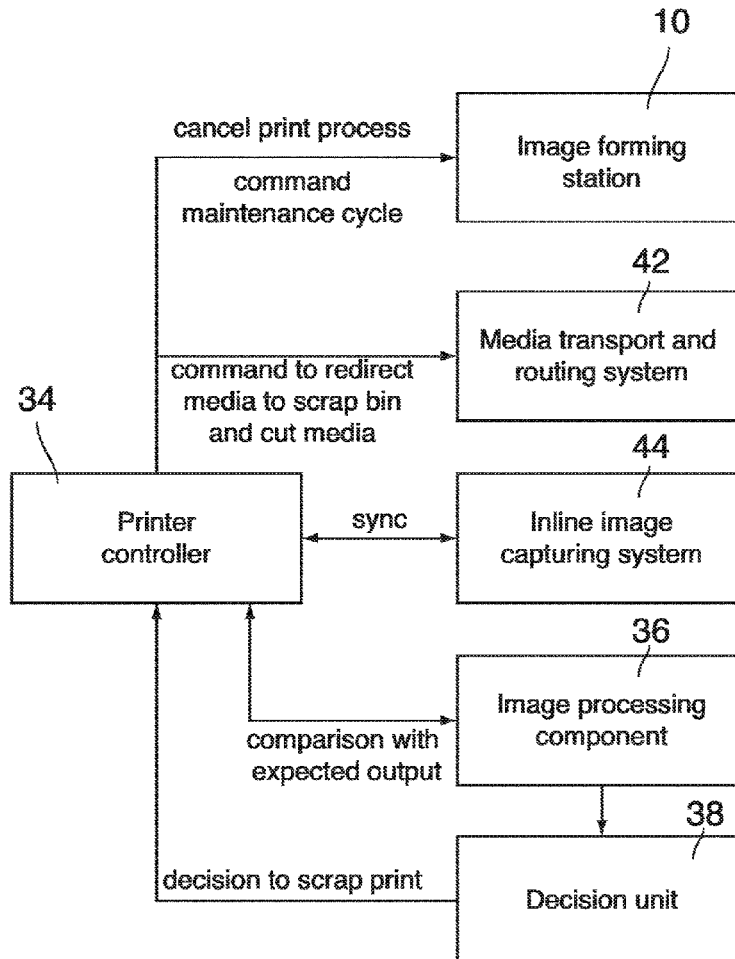 10
cancel print process
Image forming
station
command
maintenance cycle
42
Media transport and
routing system
command to redirect
media to scrap bin
and cut media
34
44
Printer
controller
sync
Inline image
capturing system
36
Image processing
component
comparison with
expected output
38
decision to scrap print
Decision unit